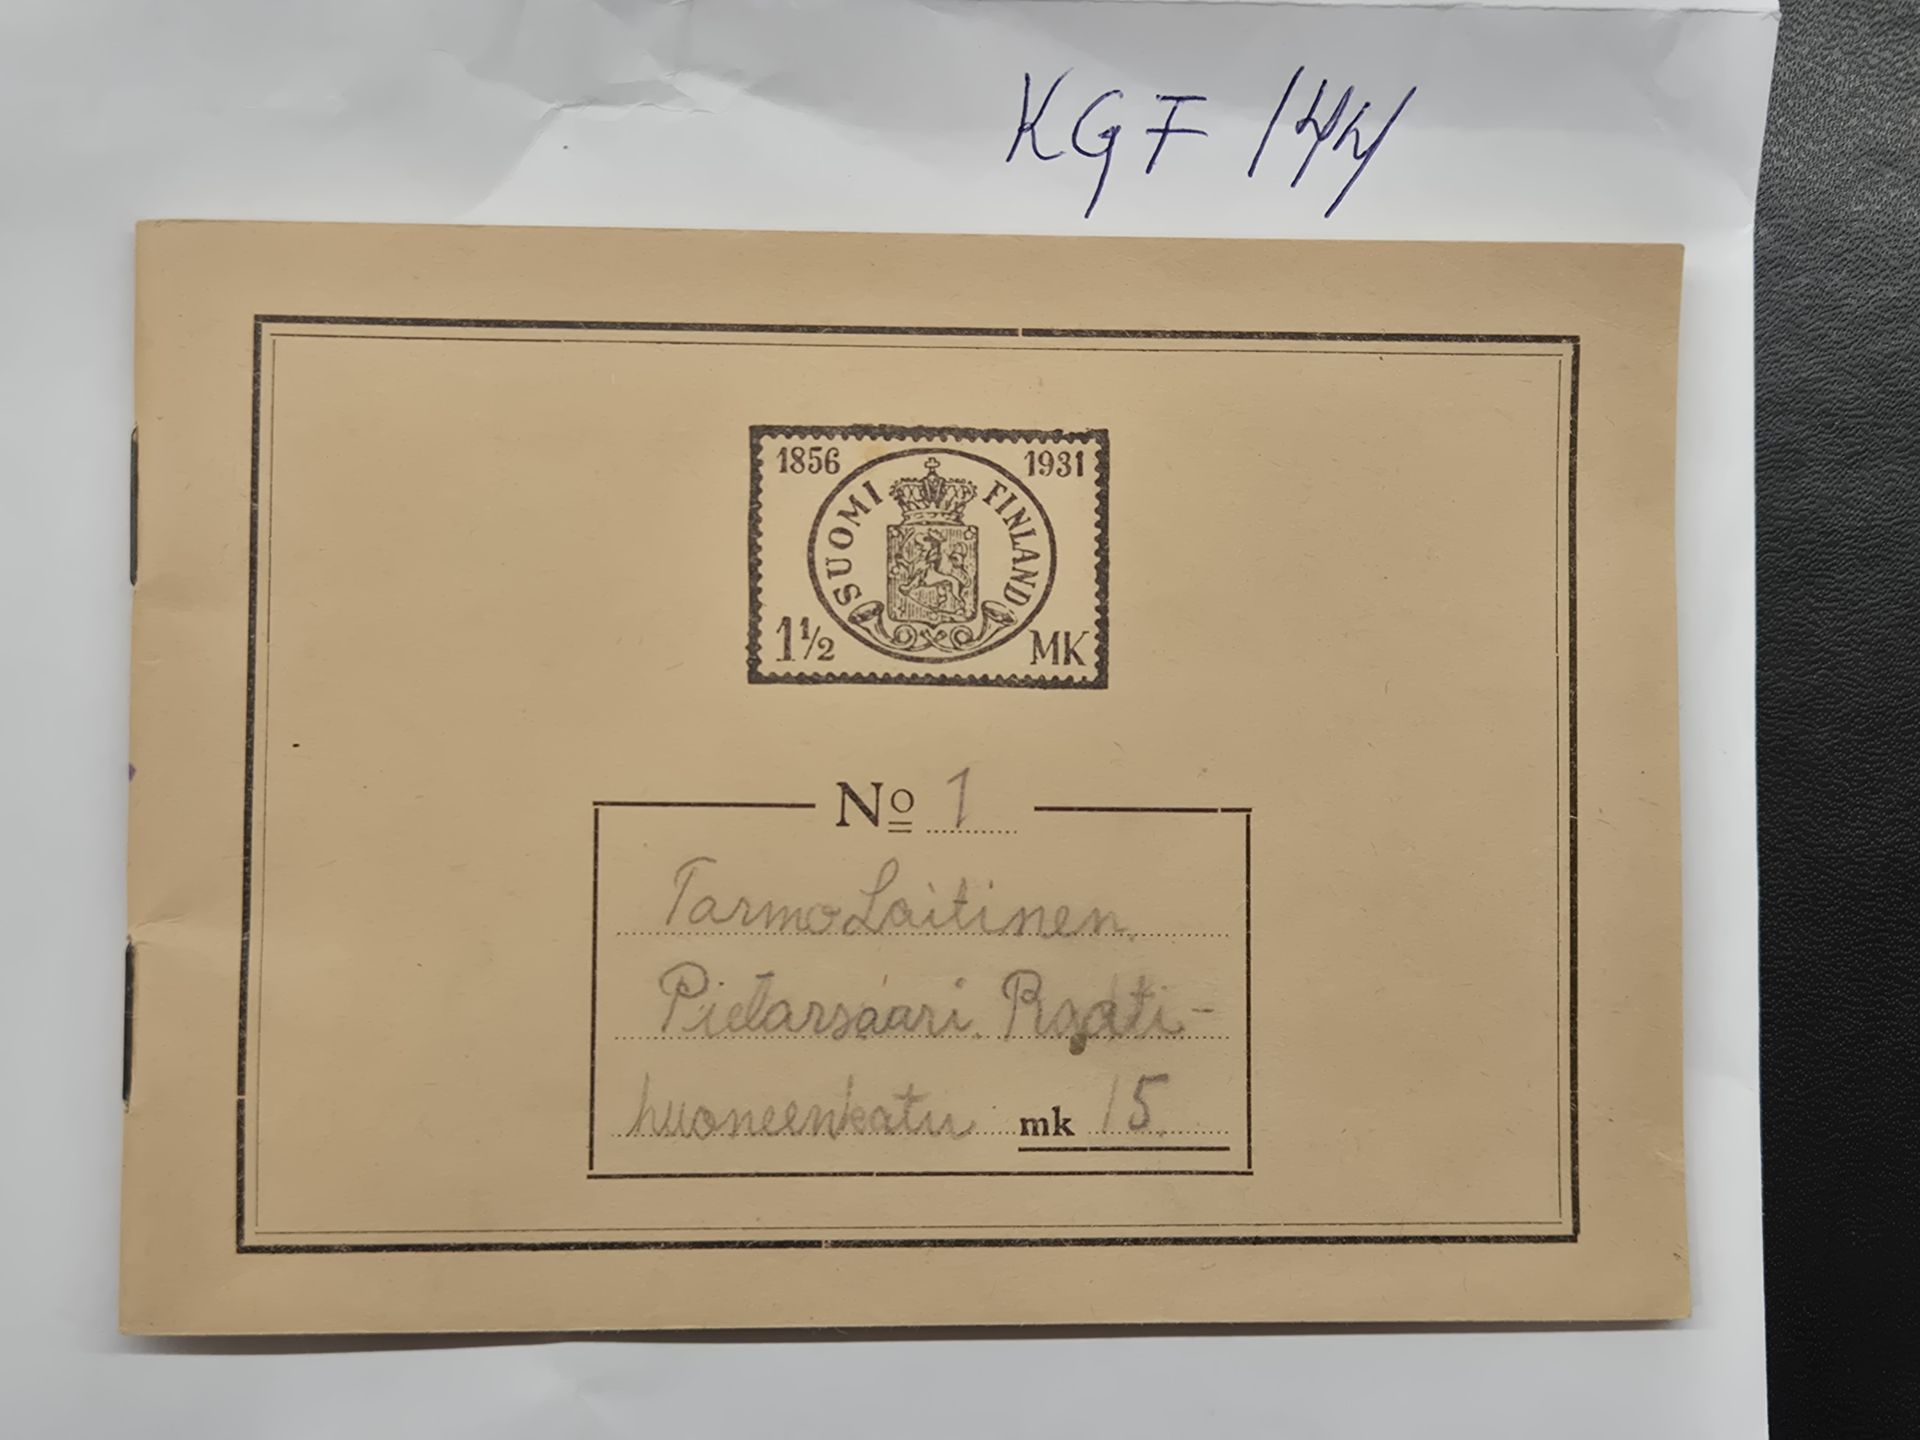 KGF 144
1856 1931
SUOMI FINLAND
1½ MK
No 1
Tarmo Laitinen.
Pietarsaari. Raati-
huoneenkatu mk 15.